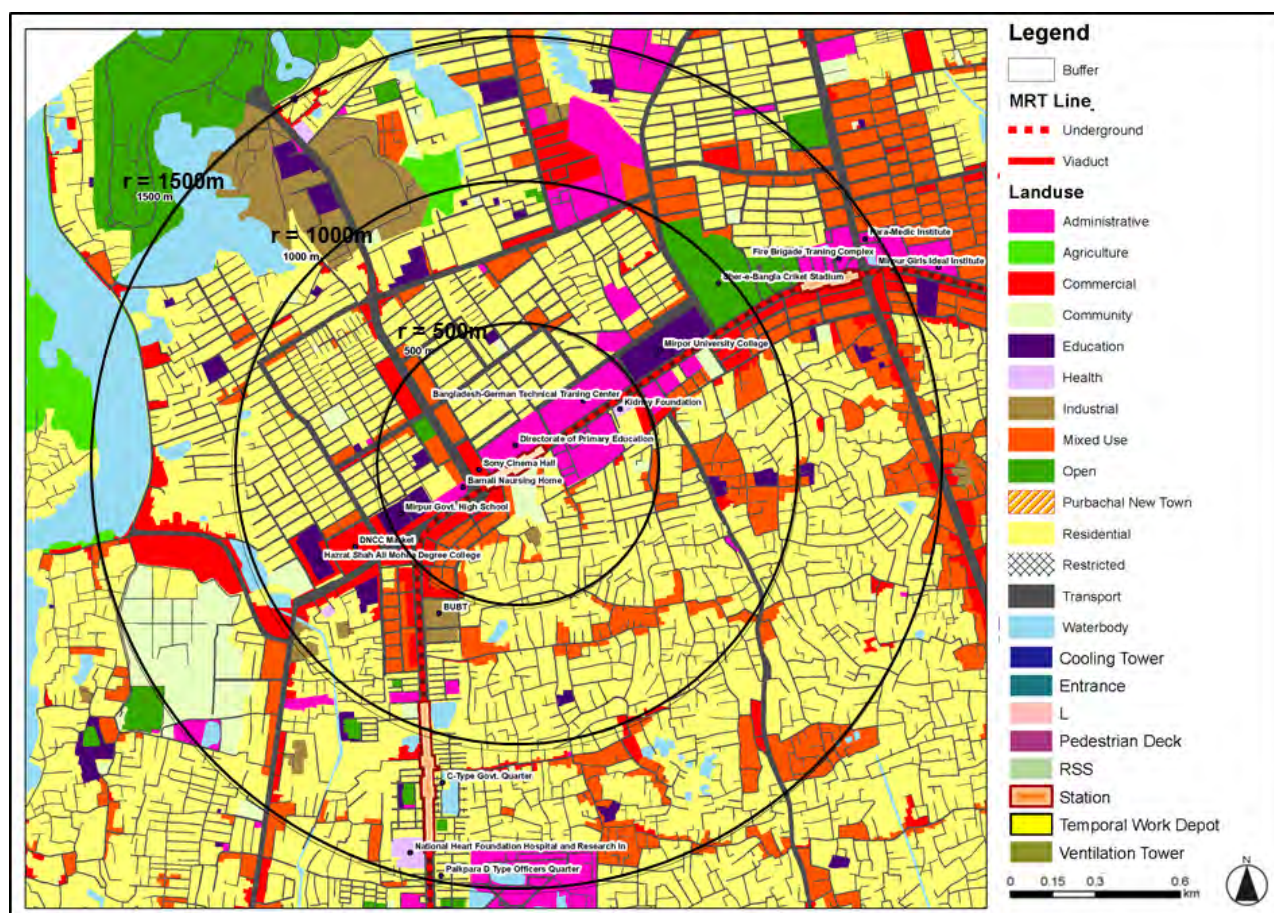 Legend
Buffer
MRT Line
Underground
Viaduct
Landuse
Administrative
Agriculture
Commercial
Community
Education
Health
Industrial
Mixed Use
Open
Purbachal New Town
Residential
Restricted
Transport
Waterbody
Cooling Tower
Entrance
L
Pedestrian Deck
RSS
Station
Temporal Work Depot
Ventilation Tower
0 0.15 0.3 0.6
km
N
r = 1500m
1500 m
r = 1000m
1000 m
r = 500m
500 m
Para-Medic Institute
Fire Brigade Traning Complex
Mirpur Girls Ideal Institute
Sher-e-Bangla Criket Stadium
Mirpur University College
Bangladesh-German Technical Traning Center
Kidney Foundation
Directorate of Primary Education
Sony Cinema Hall
Barnali Naursing Home
Mirpur Govt. High School
DNCC Market
Hazrat Shah Ali Mohila Degree College
BUBT
C-Type Govt. Quarter
National Heart Foundation Hospital and Research In
Paikpara D Type Officers Quarter